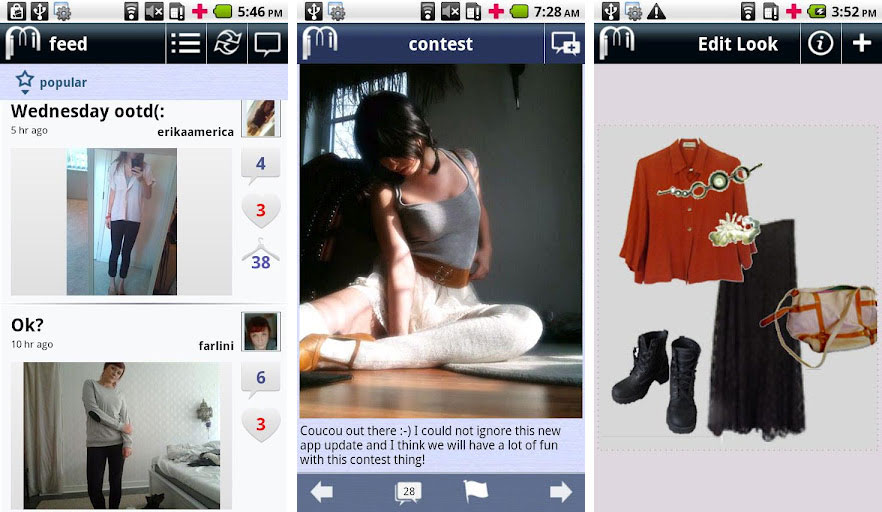 5:46 PM
feed
popular
Wednesday ootd(:
5 hr ago
erikaamerica
4
3
38
Ok?
10 hr ago
farlini
6
3
7:28 AM
contest
Coucou out there :-) I could not ignore this new
app update and I think we will have a lot of fun
with this contest thing!
28
3:52 PM
Edit Look